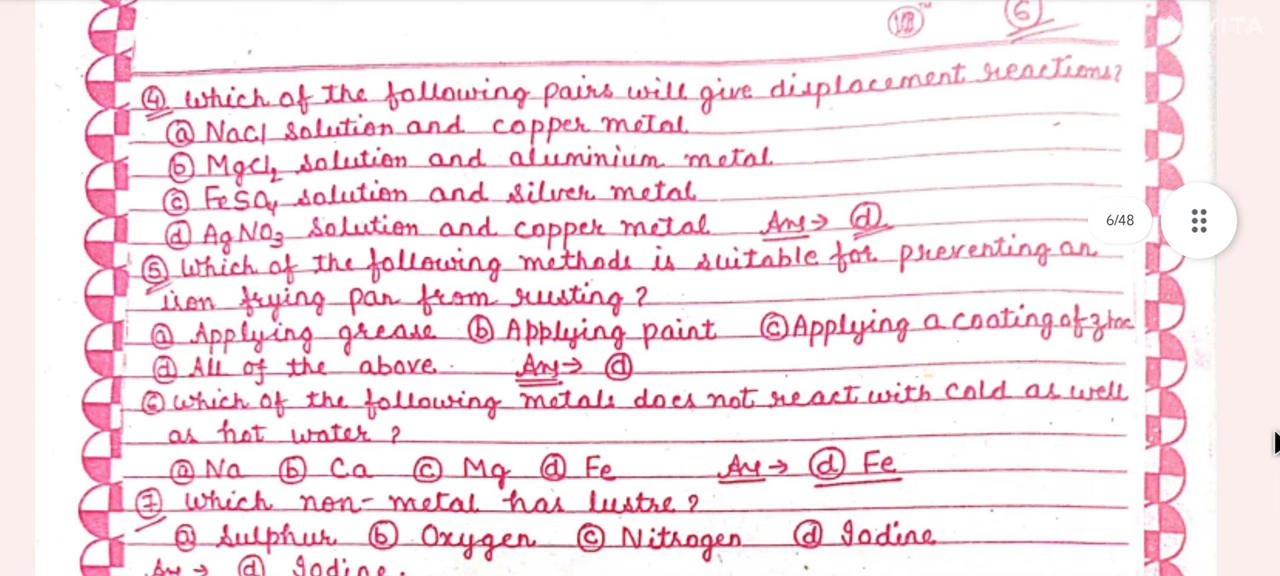 6
④ Which of the following pairs will give displacement reactions?
ⓐ NaCl solution and copper metal
ⓑ MgCl₂ solution and aluminium metal
ⓒ FeSO₄ solution and silver metal
ⓓ AgNO₃ solution and copper metal Ans→ ⓓ
6/48
⑤ Which of the following methods is suitable for preventing an
iron frying pan from rusting ?
ⓐ Applying grease ⓑ Applying paint ⓒ Applying a coating of zinc
ⓓ All of the above. Ans→ ⓓ
⑥ Which of the following metals does not react with cold as well
as hot water ?
ⓐ Na ⓑ Ca ⓒ Mg ⓓ Fe Ans→ ⓓ Fe
⑦ Which non-metal has lustre ?
ⓐ Sulphur ⓑ Oxygen ⓒ Nitrogen ⓓ Iodine
Ans→ ⓓ Iodine.